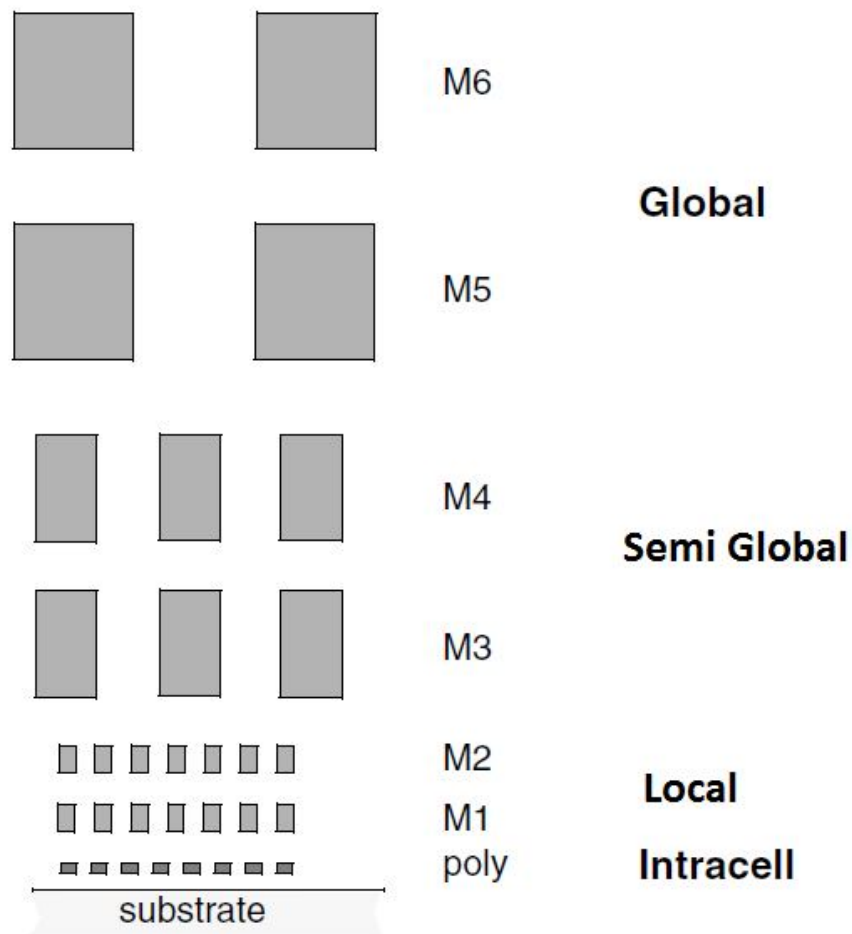 M6
Global
M5
M4
Semi Global
M3
M2
Local
M1
poly Intracell
substrate